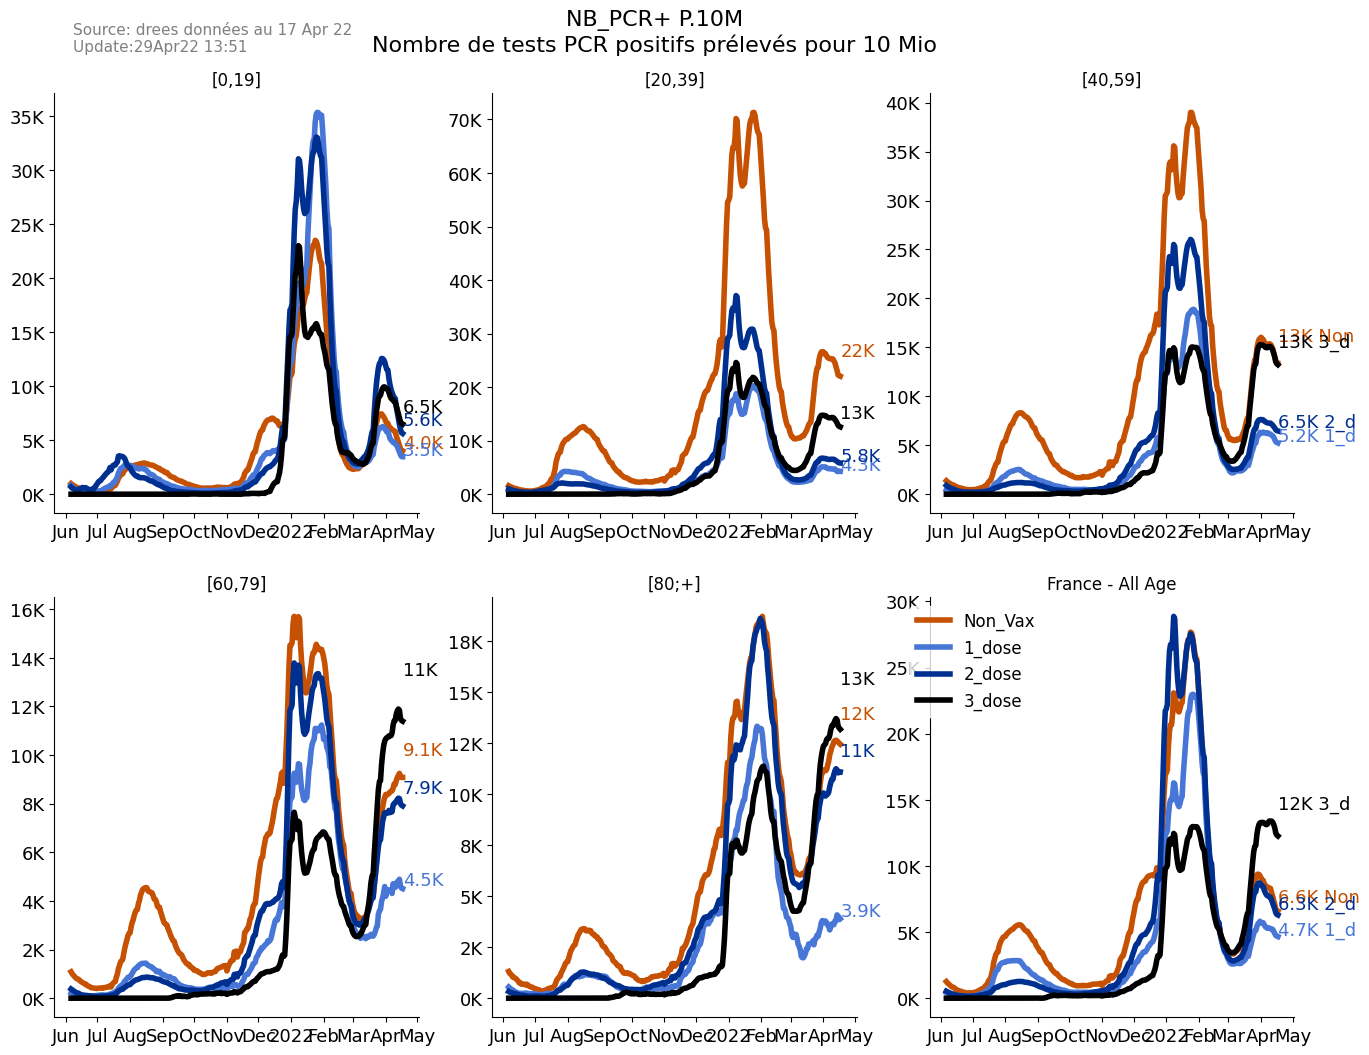 NB_PCR+ P.10M
Source: drees données au 17 Apr 22
Nombre de tests PCR positifs prélevés pour 10 Mio
Update:29Apr22 13:51
[0,19]
35K
30K
25K
20K
15K
10K
5K
0K
6.5K
5.6K
4.0K
3.5K
Jun Jul Aug Sep Oct Nov Dec 2022 Feb Mar Apr May
[20,39]
70K
60K
50K
40K
30K
20K
10K
0K
22K
13K
5.8K
4.3K
Jun Jul Aug Sep Oct Nov Dec 2022 Feb Mar Apr May
[40,59]
40K
35K
30K
25K
20K
15K
10K
5K
0K
13K Non
13K 3_d
6.5K 2_d
5.2K 1_d
Jun Jul Aug Sep Oct Nov Dec 2022 Feb Mar Apr May
[60,79]
16K
14K
12K
10K
8K
6K
4K
2K
0K
11K
9.1K
7.9K
4.5K
Jun Jul Aug Sep Oct Nov Dec 2022 Feb Mar Apr May
[80;+]
18K
15K
12K
10K
8K
5K
2K
0K
13K
12K
11K
3.9K
Jun Jul Aug Sep Oct Nov Dec 2022 Feb Mar Apr May
France - All Age
30K
25K
20K
15K
10K
5K
0K
Non_Vax
1_dose
2_dose
3_dose
12K 3_d
6.6K Non
6.3K 2_d
4.7K 1_d
Jun Jul Aug Sep Oct Nov Dec 2022 Feb Mar Apr May